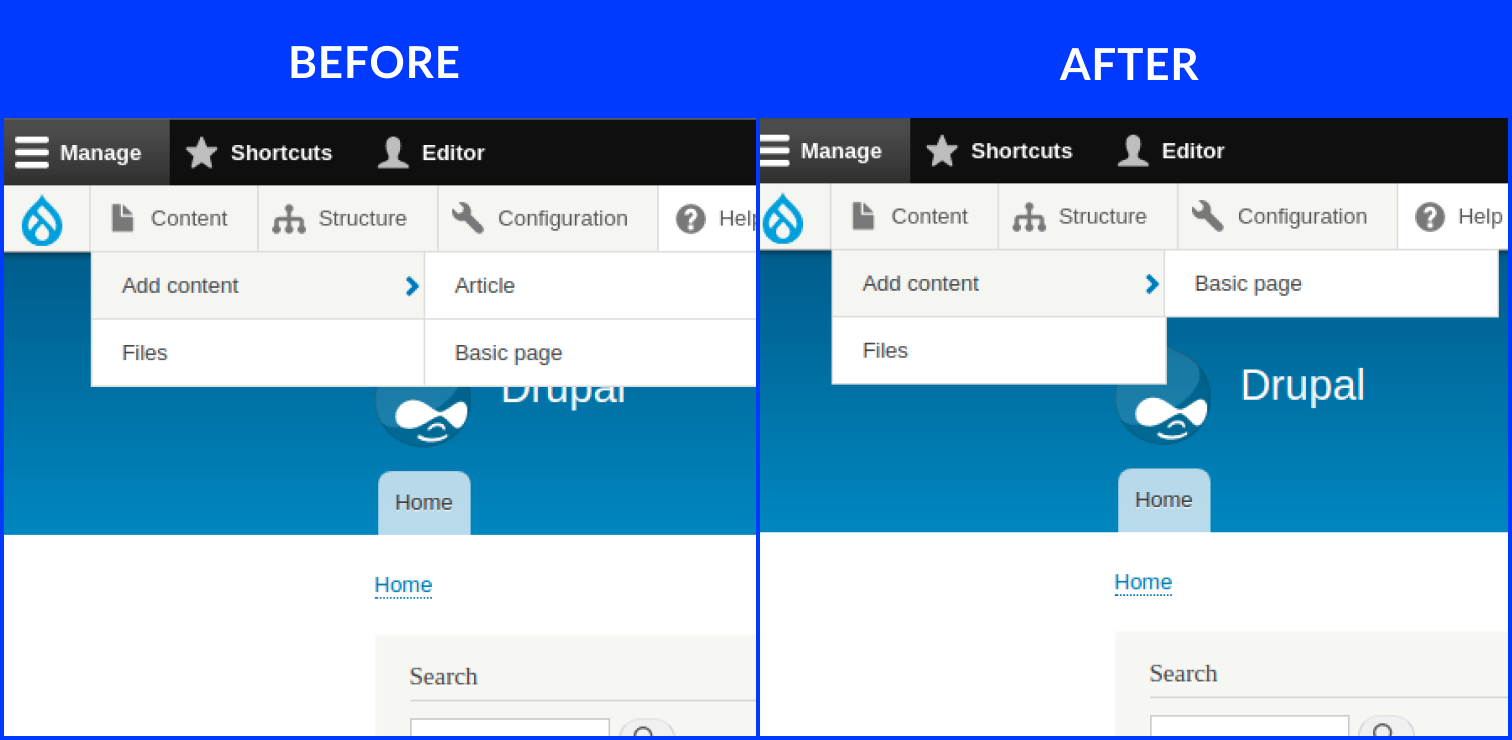 BEFORE
Manage Shortcuts Editor
Content Structure Configuration Help
Add content Article
Files Basic page
Drupal
Home
Home
Search
AFTER
Manage Shortcuts Editor
Content Structure Configuration Help
Add content Basic page
Files
Drupal
Home
Home
Search